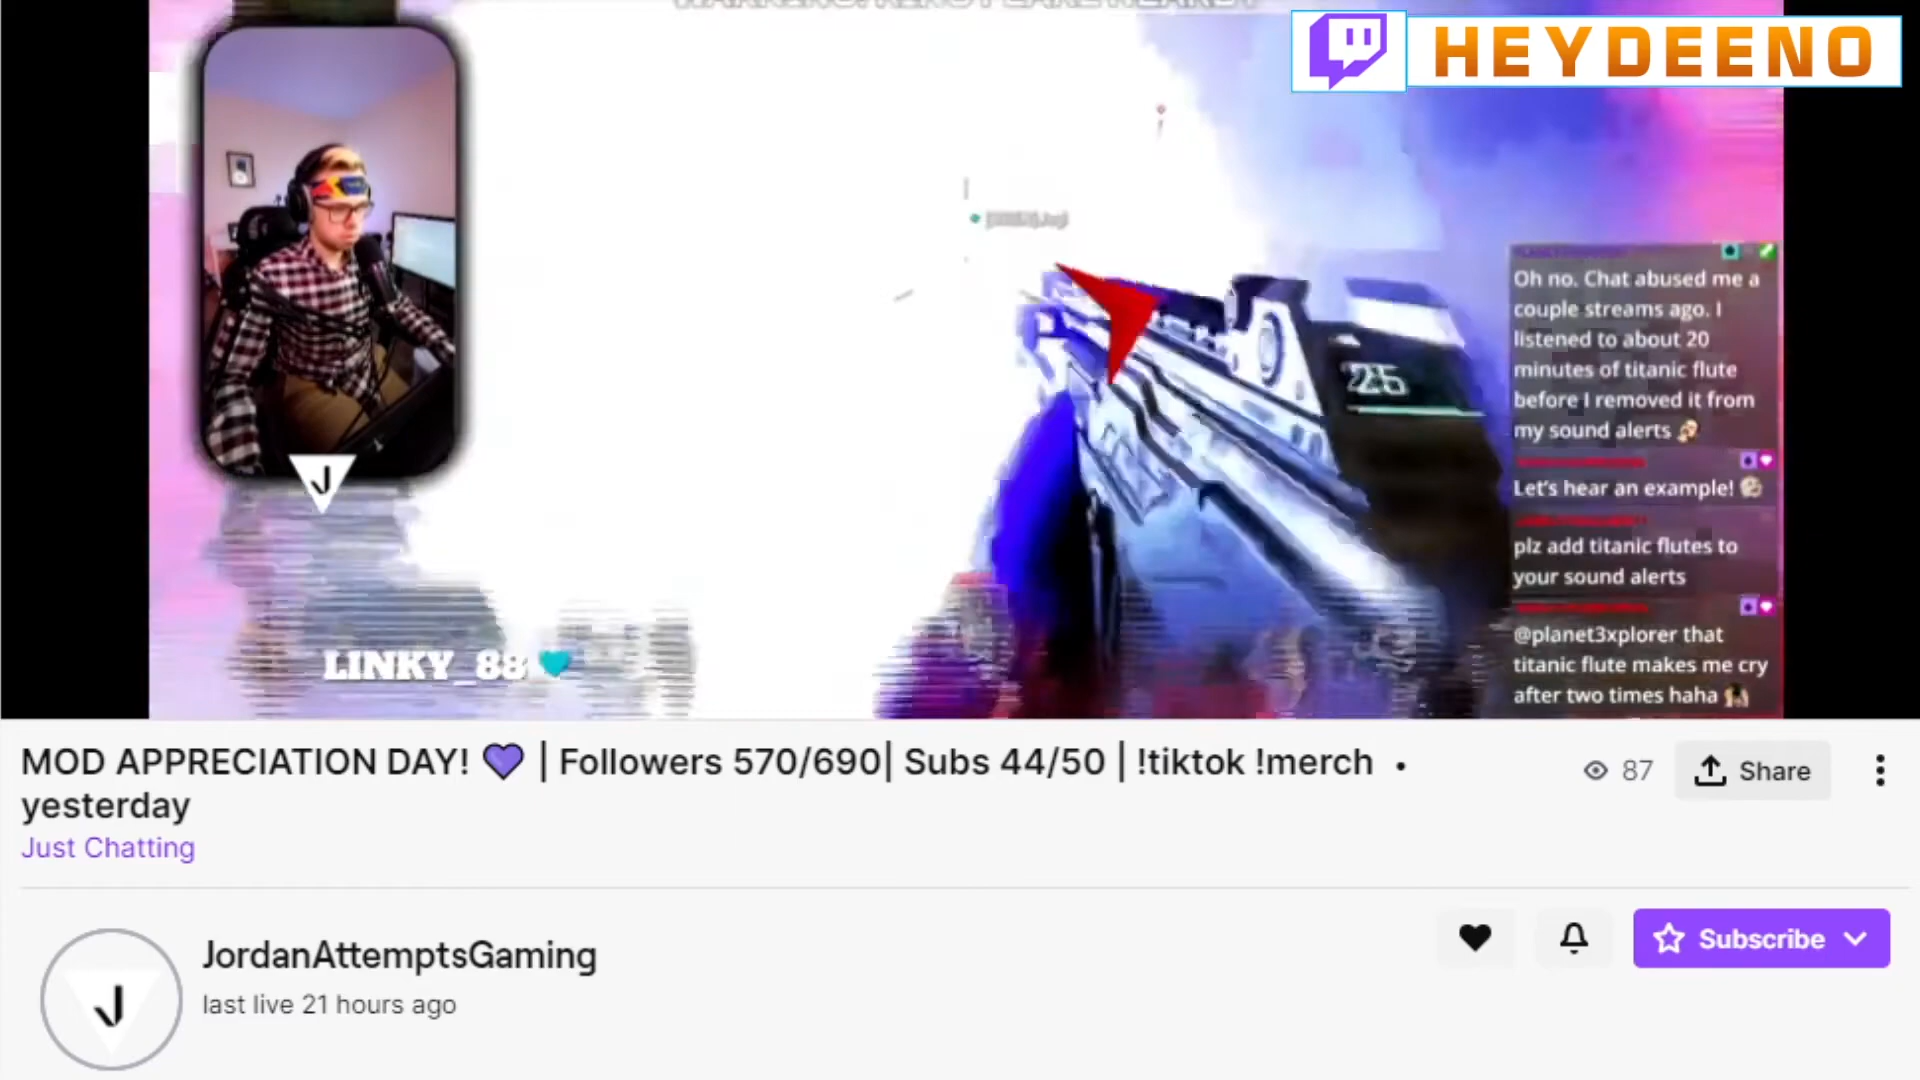 HEYDEENO
25
Oh no. Chat abused me a
couple streams ago. I
listened to about 20
minutes of titanic flute
before I removed it from
my sound alerts
Let's hear an example!
plz add titanic flutes to
your sound alerts
@planet3xplorer that
titanic flute makes me cry
after two times haha
J
LINKY_88
MOD APPRECIATION DAY! 💜 | Followers 570/690| Subs 44/50 | !tiktok !merch •
yesterday
87
Share
Just Chatting
JordanAttemptsGaming
last live 21 hours ago
Subscribe
J